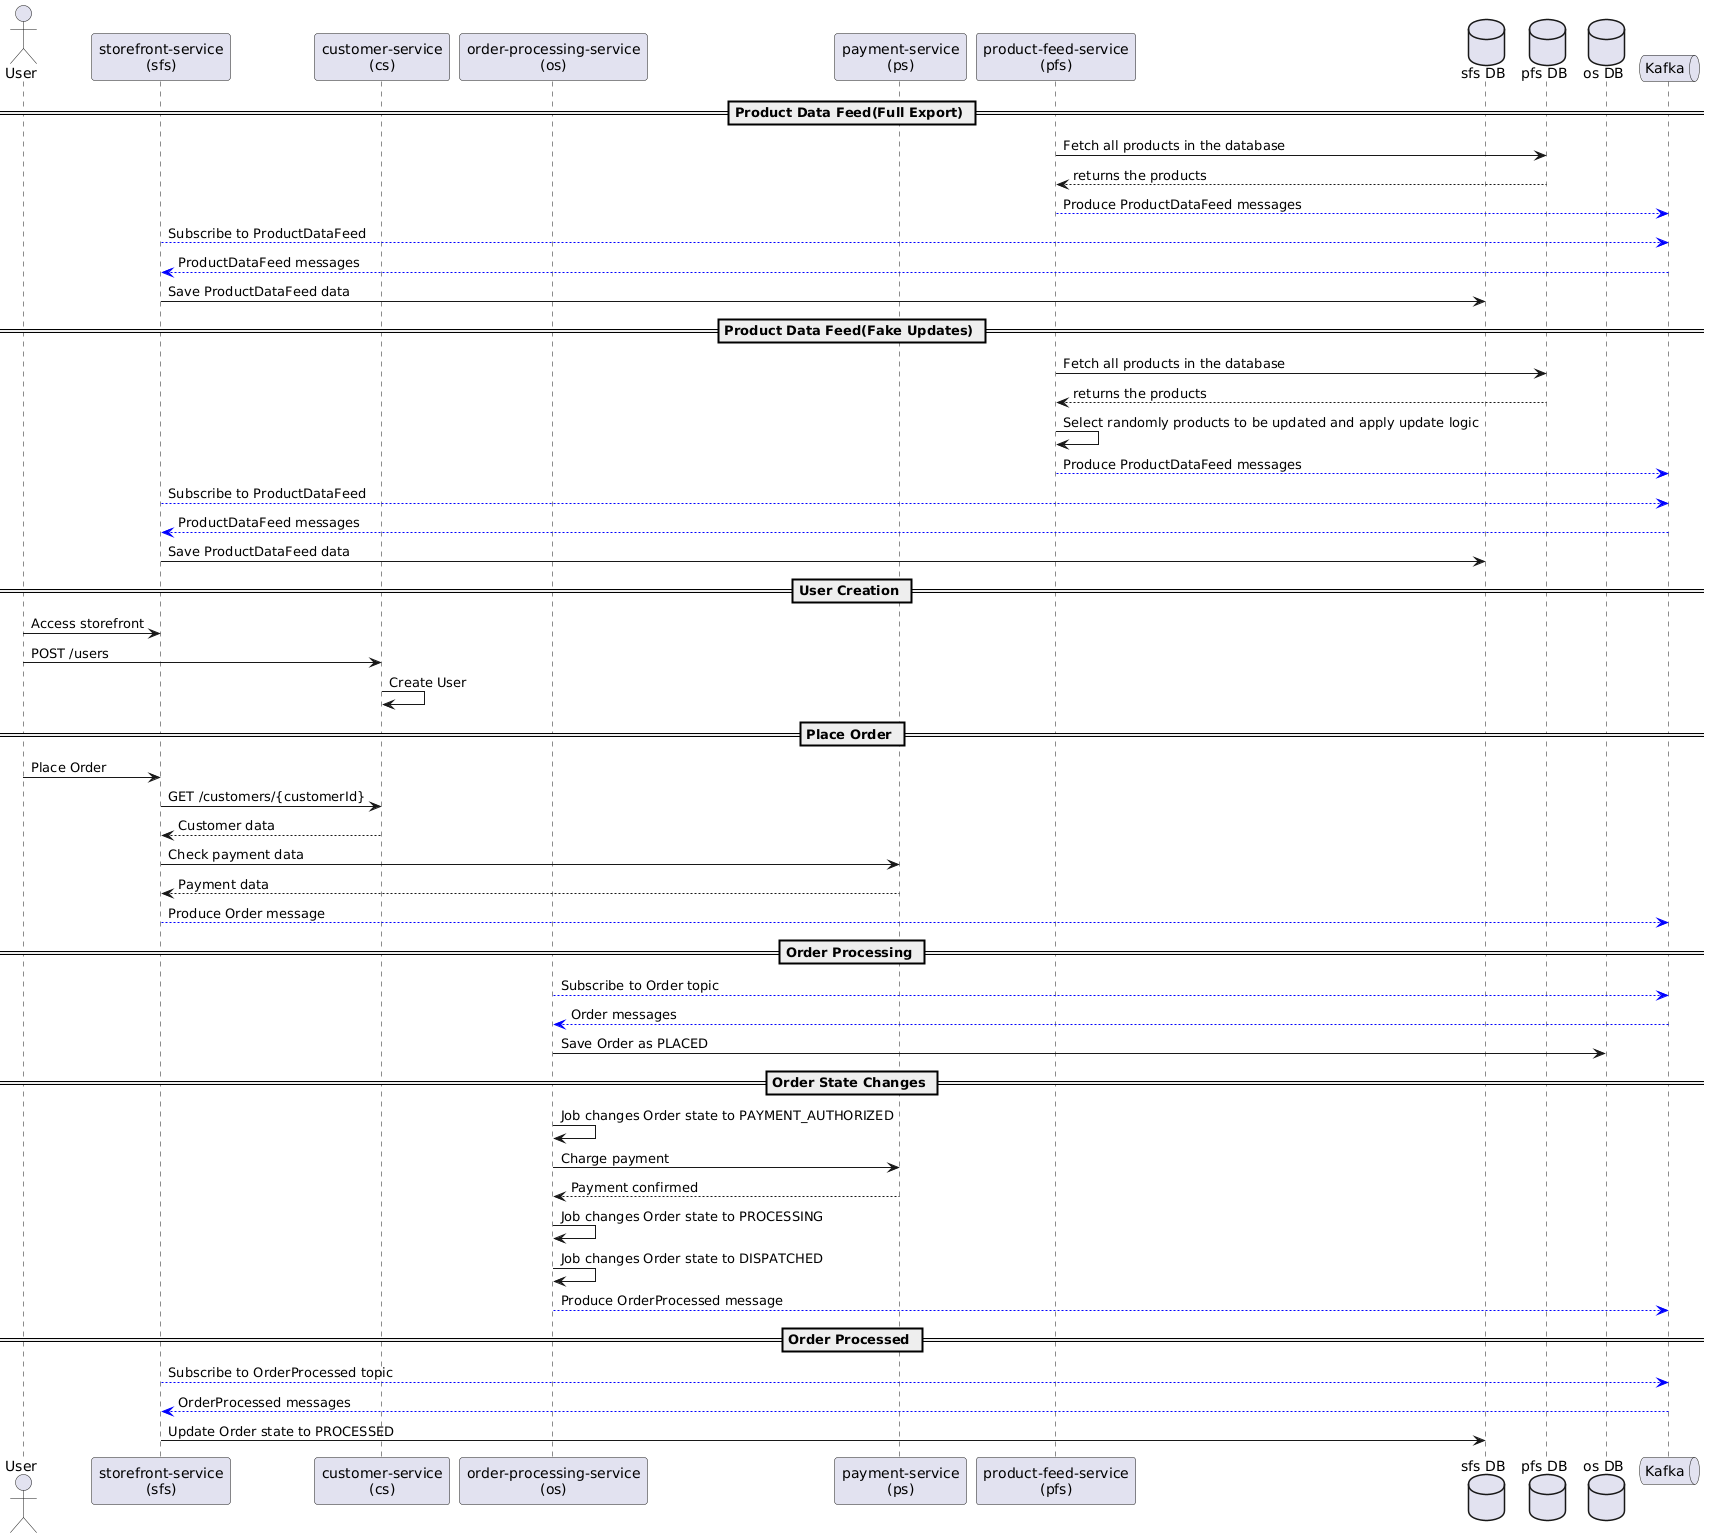 User
storefront-service
(sfs)
customer-service
(cs)
order-processing-service
(os)
payment-service
(ps)
product-feed-service
(pfs)
sfs DB
pfs DB
os DB
Kafka
Product Data Feed(Full Export)
Fetch all products in the database
returns the products
Produce ProductDataFeed messages
Subscribe to ProductDataFeed
ProductDataFeed messages
Save ProductDataFeed data
Product Data Feed(Fake Updates)
Fetch all products in the database
returns the products
Select randomly products to be updated and apply update logic
Produce ProductDataFeed messages
Subscribe to ProductDataFeed
ProductDataFeed messages
Save ProductDataFeed data
User Creation
Access storefront
POST /users
Create User
Place Order
Place Order
GET /customers/{customerId}
Customer data
Check payment data
Payment data
Produce Order message
Order Processing
Subscribe to Order topic
Order messages
Save Order as PLACED
Order State Changes
Job changes Order state to PAYMENT_AUTHORIZED
Charge payment
Payment confirmed
Job changes Order state to PROCESSING
Job changes Order state to DISPATCHED
Produce OrderProcessed message
Order Processed
Subscribe to OrderProcessed topic
OrderProcessed messages
Update Order state to PROCESSED
User
storefront-service
(sfs)
customer-service
(cs)
order-processing-service
(os)
payment-service
(ps)
product-feed-service
(pfs)
sfs DB
pfs DB
os DB
Kafka